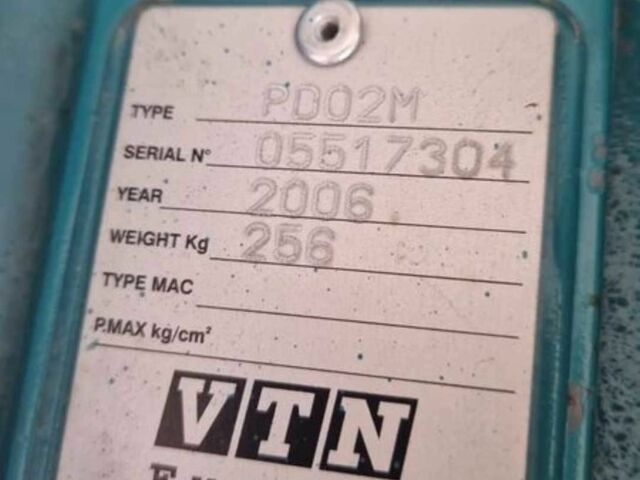 TYPE PD02M
SERIAL N° 05517304
YEAR 2006
WEIGHT Kg 256
TYPE MAC
P.MAX kg/cm²
VTN